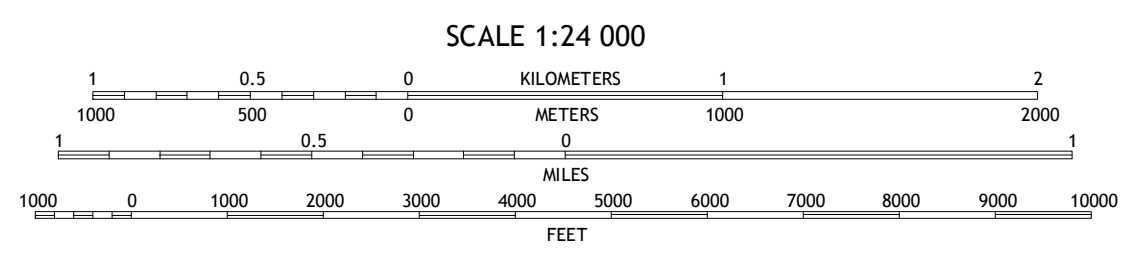 SCALE 1:24 000
1 0.5 0 KILOMETERS 1 2
1000 500 0 METERS 1000 2000
1 0.5 0 1
MILES
1000 0 1000 2000 3000 4000 5000 6000 7000 8000 9000 10000
FEET